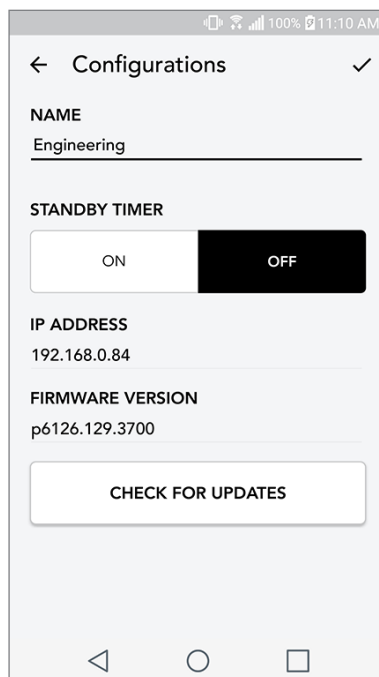 100% 11:10 AM
Configurations
NAME
Engineering
STANDBY TIMER
ON OFF
IP ADDRESS
192.168.0.84
FIRMWARE VERSION
p6126.129.3700
CHECK FOR UPDATES